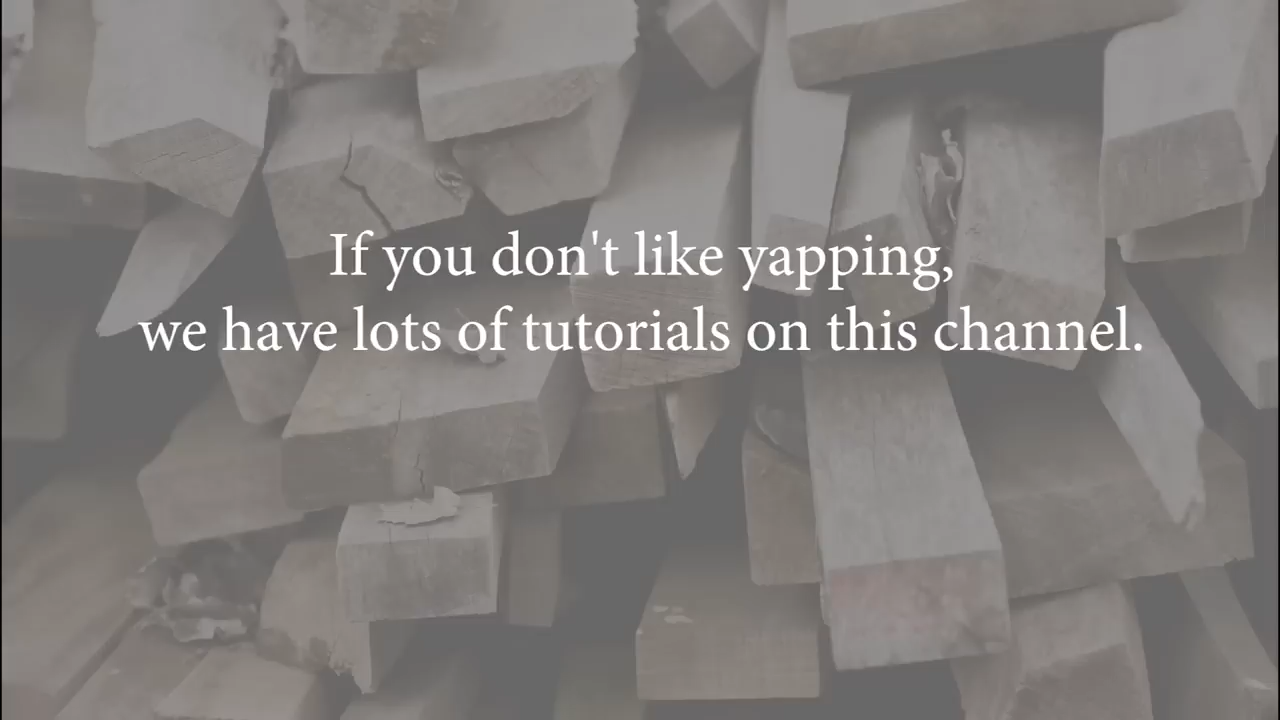 If you don't like yapping,
we have lots of tutorials on this channel.